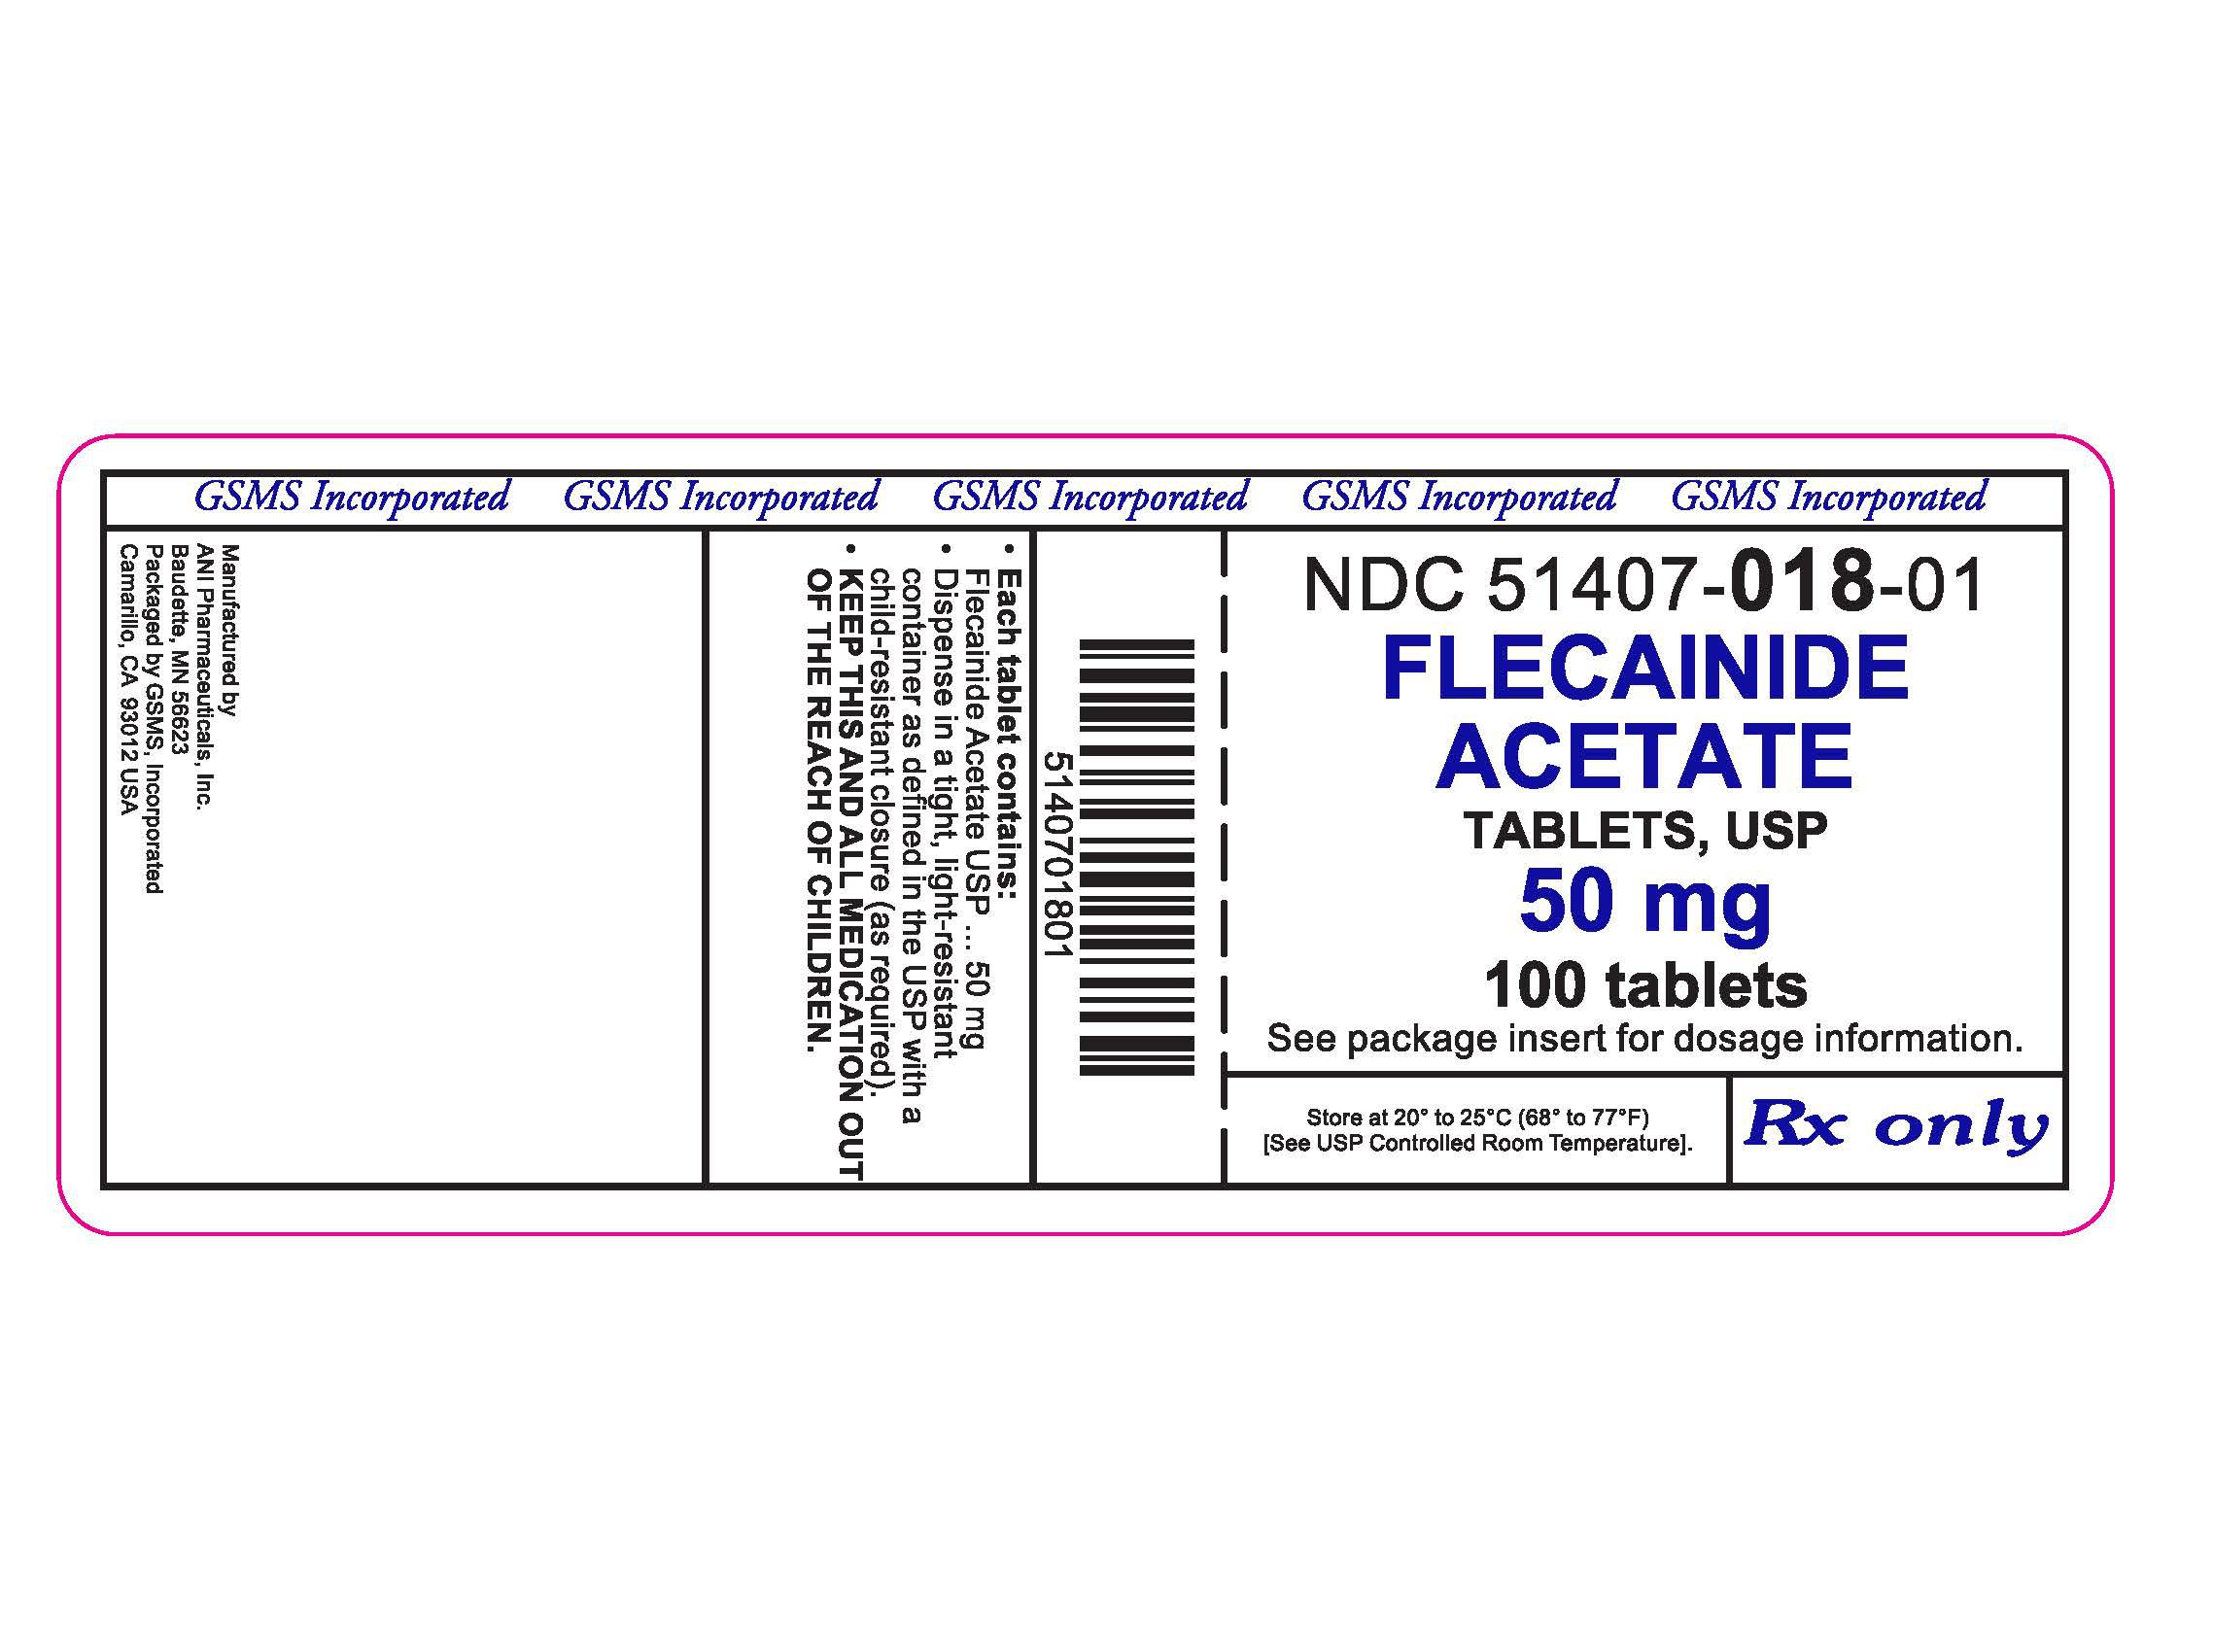 GSMS Incorporated GSMS Incorporated GSMS Incorporated GSMS Incorporated GSMS Incorporated
NDC 51407-018-01
FLECAINIDE
ACETATE
TABLETS, USP
50 mg
100 tablets
See package insert for dosage information.
Store at 20° to 25°C (68° to 77°F)
[See USP Controlled Room Temperature].
Rx only
5140701801
• Each tablet contains:
Flecainide Acetate USP ... 50 mg
• Dispense in a tight, light-resistant
container as defined in the USP with a
child-resistant closure (as required).
• KEEP THIS AND ALL MEDICATION OUT
OF THE REACH OF CHILDREN.
Manufactured by
ANI Pharmaceuticals, Inc.
Baudette, MN 56623
Packaged by GSMS, Incorporated
Camarillo, CA 93012 USA